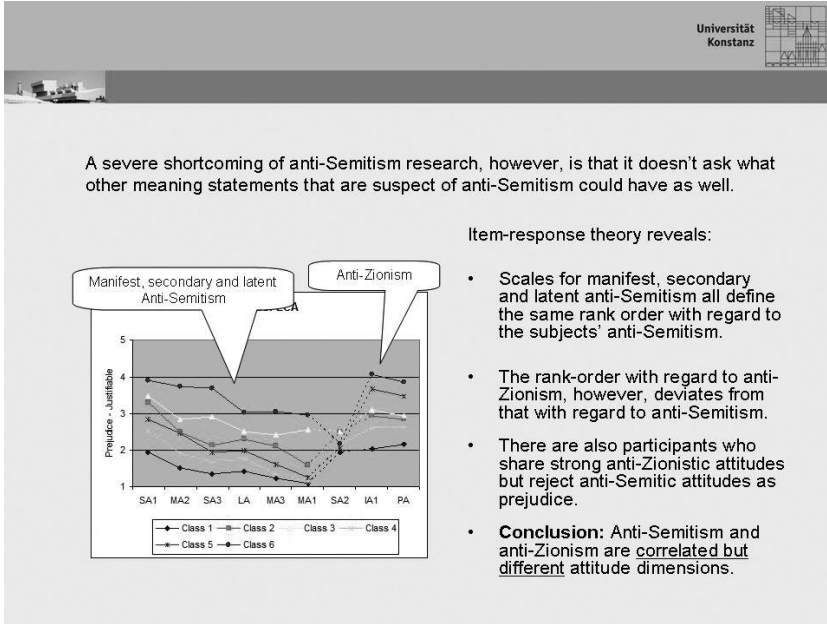 Universität
Konstanz
A severe shortcoming of anti-Semitism research, however, is that it doesn't ask what
other meaning statements that are suspect of anti-Semitism could have as well.
Item-response theory reveals:
Manifest, secondary and latent
Anti-Semitism
Anti-Zionism
5
4
3
2
1
Prejudice - Justifiable
SA1 MA2 SA3 LA MA3 MA1 SA2 IA1 PA
Class 1 Class 2 Class 3 Class 4
Class 5 Class 6
• Scales for manifest, secondary
and latent anti-Semitism all define
the same rank order with regard to
the subjects' anti-Semitism.
• The rank-order with regard to anti-
Zionism, however, deviates from
that with regard to anti-Semitism.
• There are also participants who
share strong anti-Zionistic attitudes
but reject anti-Semitic attitudes as
prejudice.
• Conclusion: Anti-Semitism and
anti-Zionism are correlated but
different attitude dimensions.